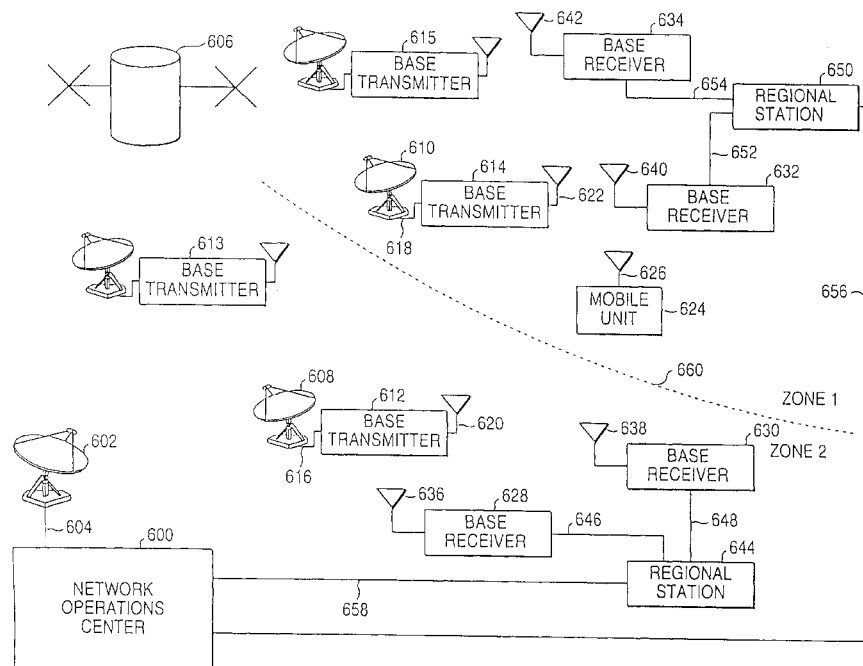 606
615
BASE
TRANSMITTER
642
634
BASE
RECEIVER
654
650
REGIONAL
STATION
652
610
614
BASE
TRANSMITTER
618
622
640
632
BASE
RECEIVER
613
BASE
TRANSMITTER
626
MOBILE
UNIT
624
656
660
ZONE 1
ZONE 2
608
612
BASE
TRANSMITTER
616
620
638
630
BASE
RECEIVER
602
604
636
628
BASE
RECEIVER
646
648
644
REGIONAL
STATION
600
NETWORK
OPERATIONS
CENTER
658